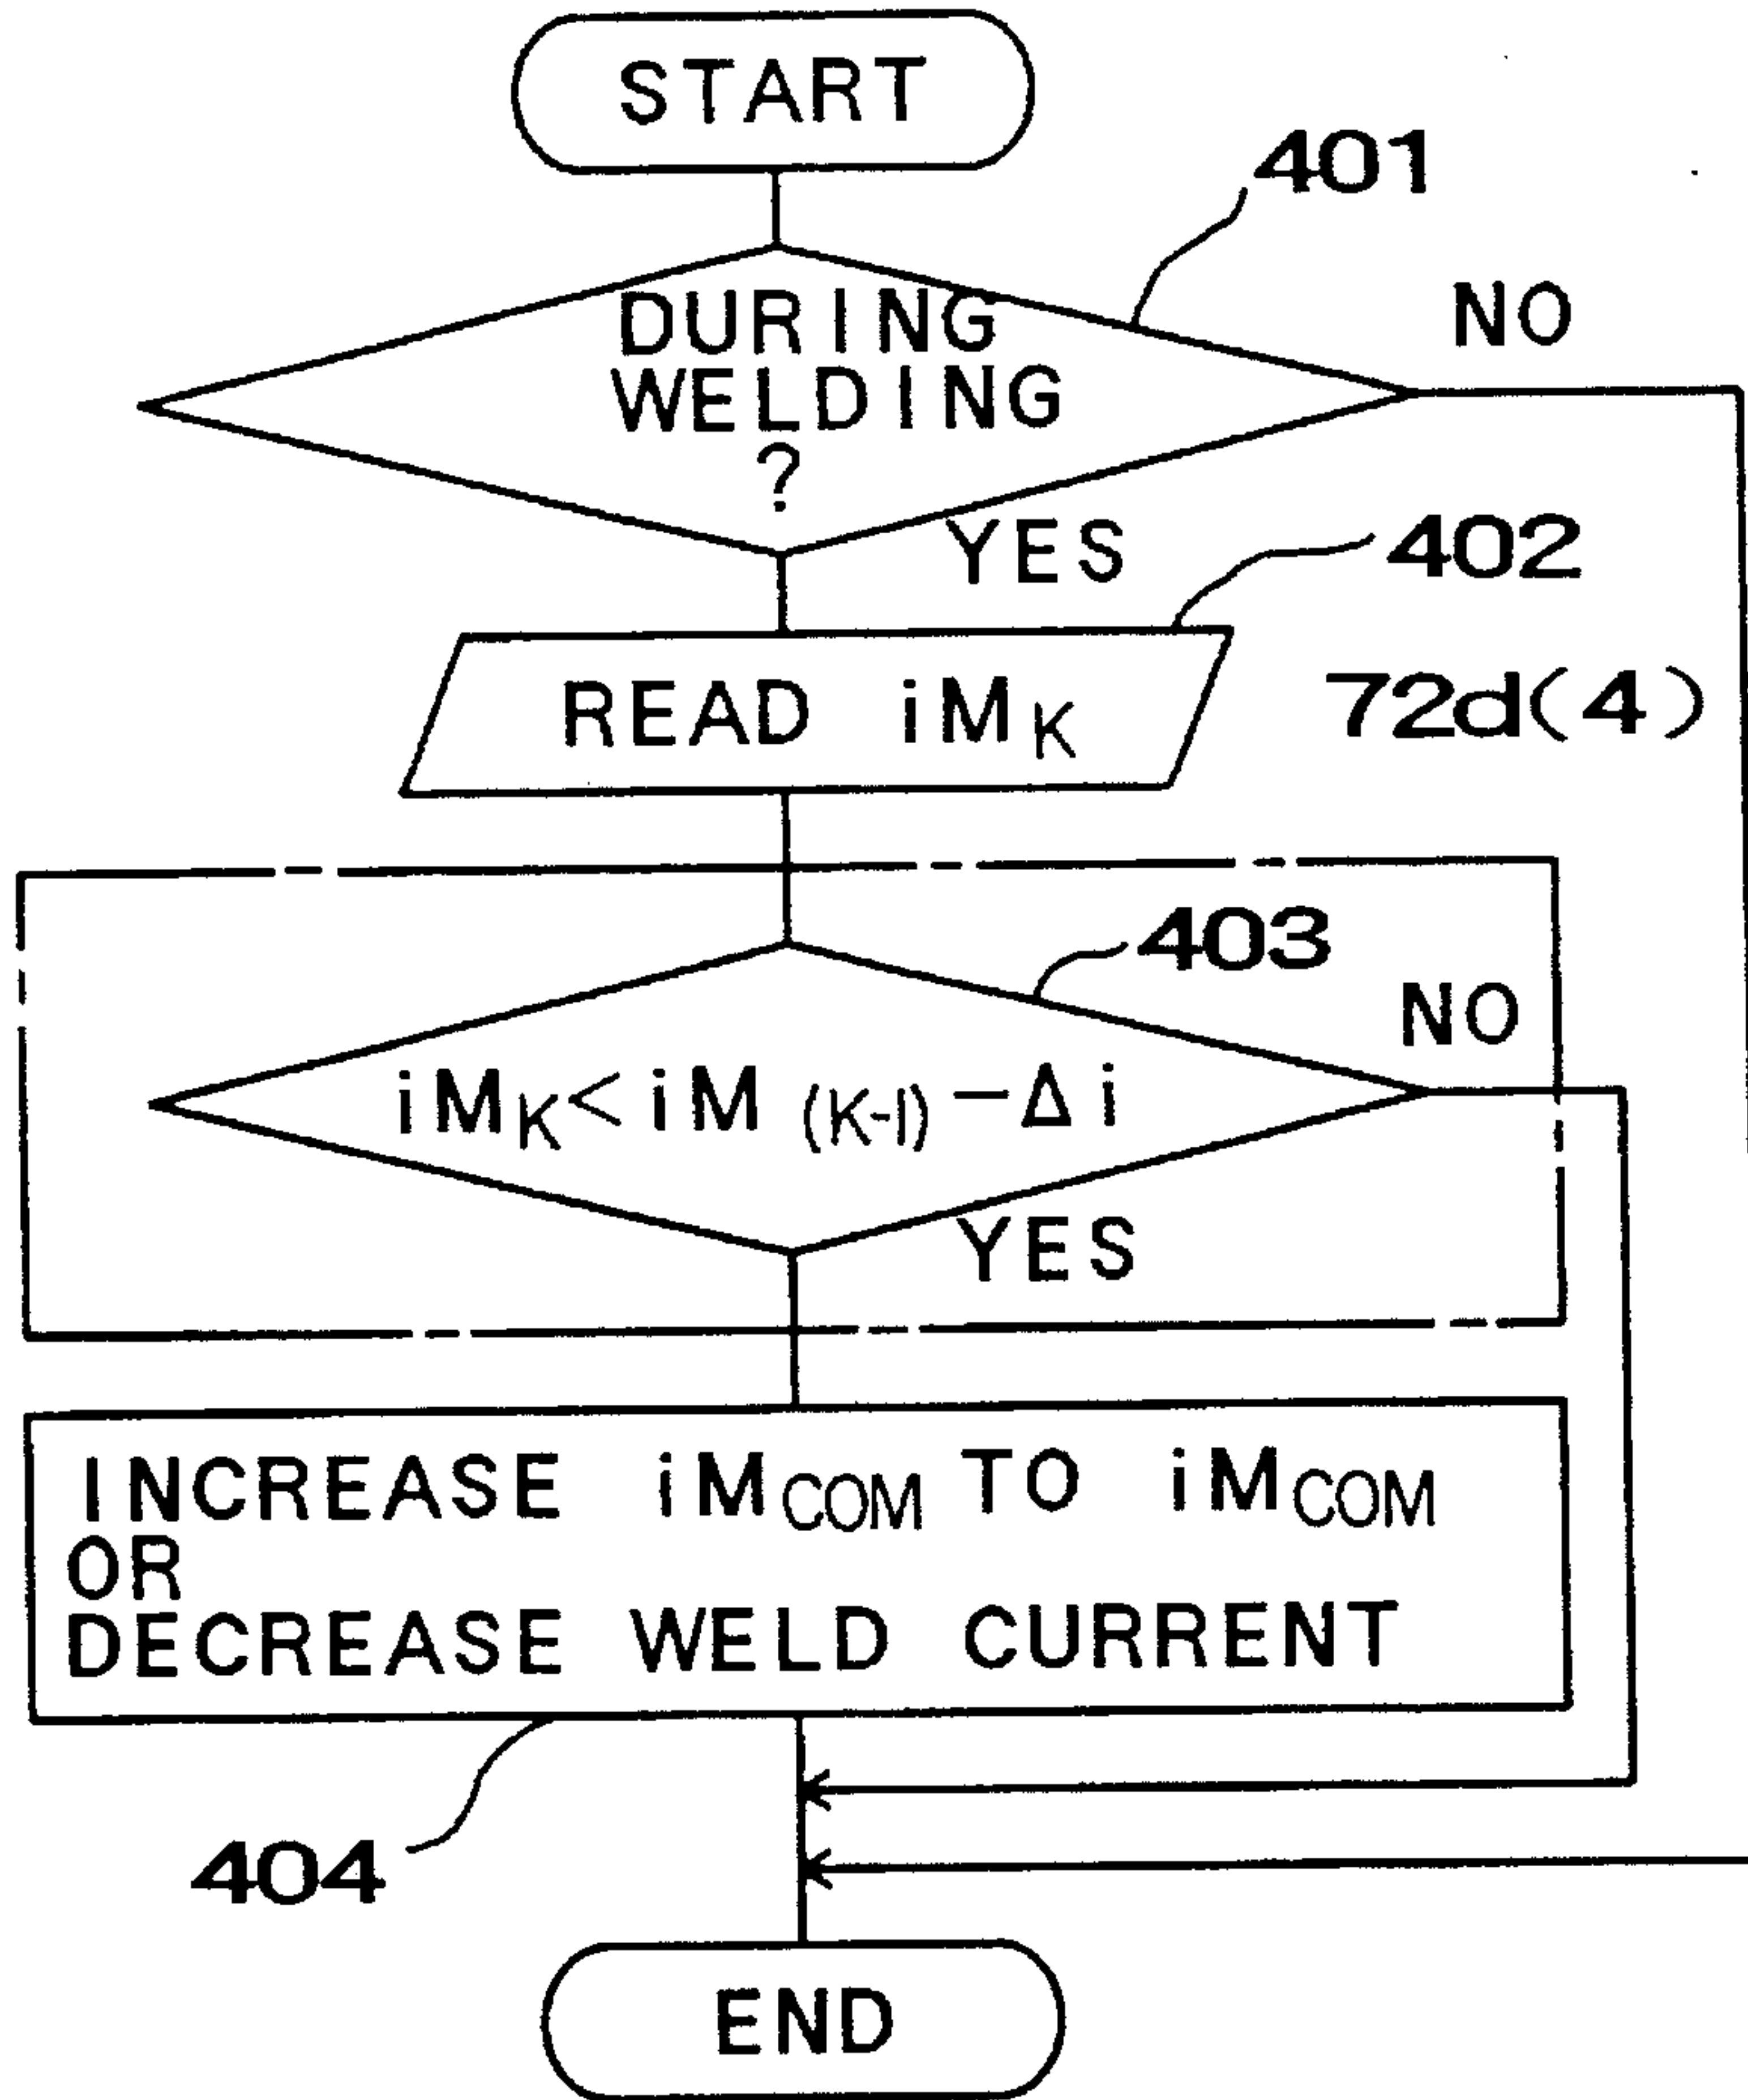 START
401
DURING
WELDING
?
NO
YES
402
READ iMK
72d(4)
403
NO
iMK<iM (K-1)-Δi
YES
INCREASE iMCOM TO iMCOM
OR
DECREASE WELD CURRENT
404
END